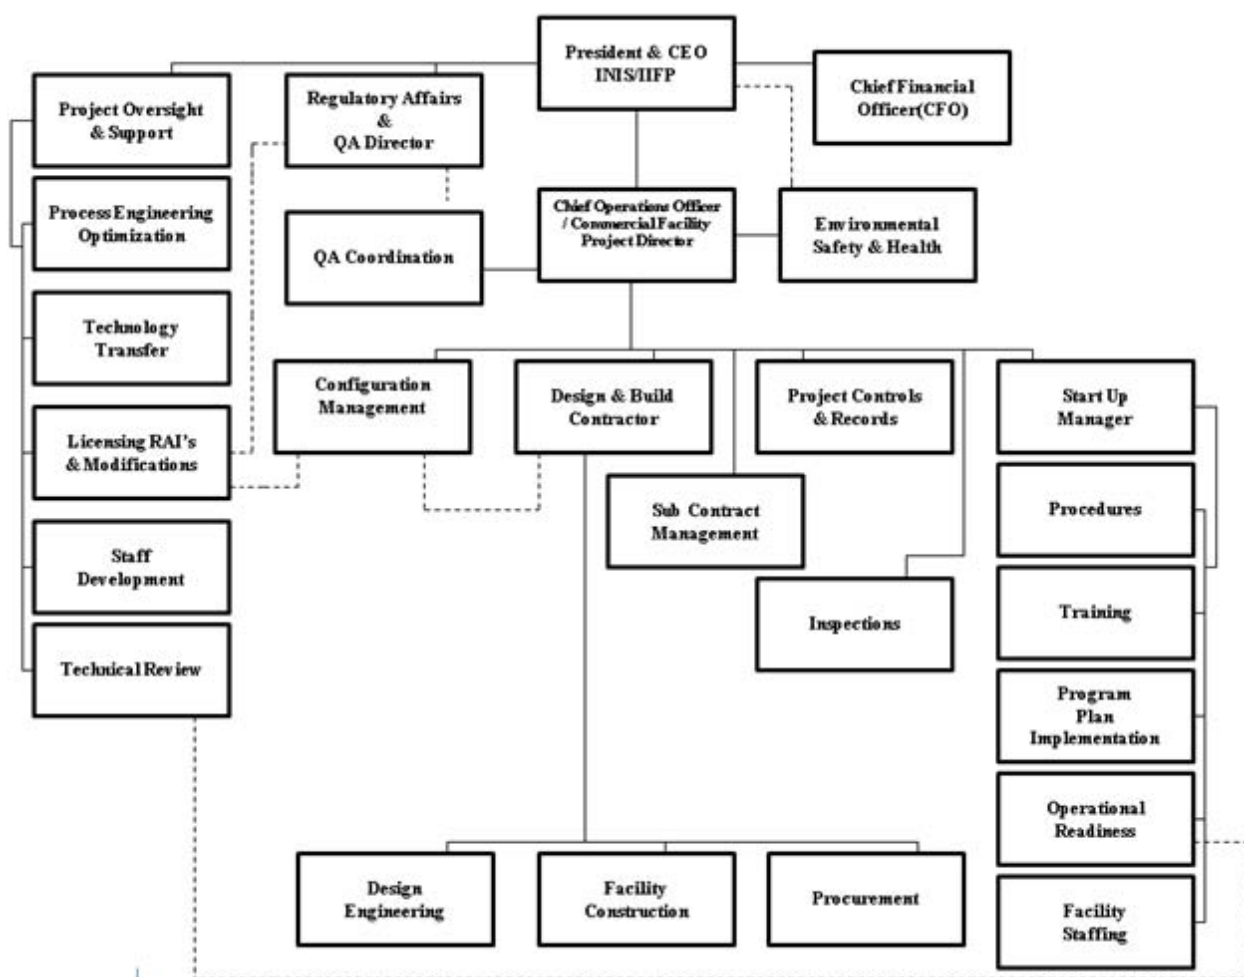 President & CEO
INIS/IIFP
Chief Financial
Officer(CFO)
Project Oversight
& Support
Regulatory Affairs
&
QA Director
Process Engineering
Optimization
QA Coordination
Chief Operations Officer
/ Commercial Facility
Project Director
Environmental
Safety & Health
Technology
Transfer
Configuration
Management
Design & Build
Contractor
Project Controls
& Records
Start Up
Manager
Licensing RAI's
& Modifications
Sub Contract
Management
Procedures
Staff
Development
Inspections
Training
Technical Review
Program
Plan
Implementation
Operational
Readiness
Design
Engineering
Facility
Construction
Procurement
Facility
Staffing